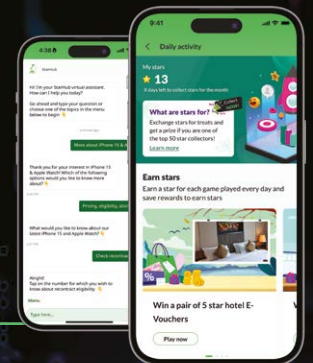 4:38
StarHub
Hi! I'm your StarHub virtual assistant.
How can I help you today?
Go ahead and type your question or
choose one of the topics in the menu
below to begin
More about iPhone 15 &
Thank you for your interest in iPhone 15
& Apple Watch! Which of the following
options would you like to know more
about?
Pricing, eligibility,
What would you like to know about our
latest iPhone 15 and Apple Watch?
Check recontract
Alright!
Tap on the number for which you wish to
know about recontract eligibility
Menu
Type here...
9:41
Daily activity
My stars
13
days left to collect stars for the month
Collect
now!
What are stars for?
Exchange stars for treats and
get a prize if you are one of
the top 50 star collectors!
Learn more
Earn stars
Earn a star for each game played every day and
save rewards to earn stars
%
Win a pair of 5 star hotel E-
Vouchers
Play now